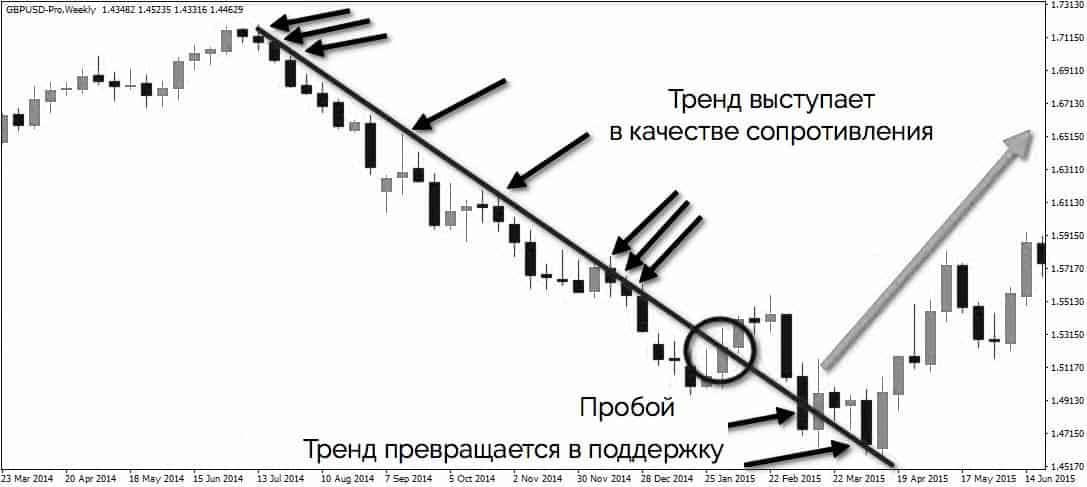 GBPUSD-Pro,Weekly 1.43482 1.45235 1.43316 1.44629
1.73130
1.71150
1.69110
1.67130
1.65150
1.63110
1.61130
1.59150
1.57170
1.55130
1.53150
1.51170
1.49130
1.47150
1.45170
Тренд выступает
в качестве сопротивления
Пробой
Тренд превращается в поддержку
23 Mar 2014 20 Apr 2014 18 May 2014 15 Jun 2014 13 Jul 2014 10 Aug 2014 7 Sep 2014 5 Oct 2014 2 Nov 2014 30 Nov 2014 28 Dec 2014 25 Jan 2015 22 Feb 2015 22 Mar 2015 19 Apr 2015 17 May 2015 14 Jun 2015